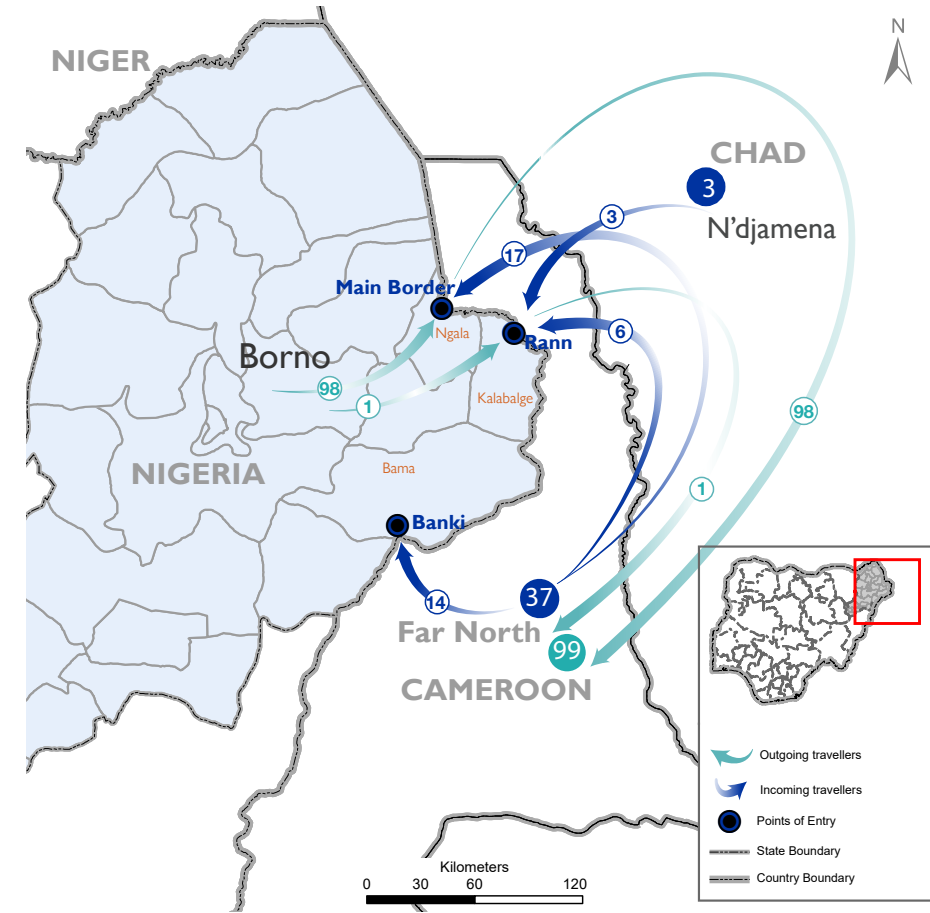 N
NIGER
CHAD
3
N'djamena
3
17
Main Border
6
Ngala
Rann
Borno
98
1
Kalabalge
98
NIGERIA
Bama
1
Banki
37
14
Far North
99
CAMEROON
Outgoing travellers
Incoming travellers
Points of Entry
State Boundary
Country Boundary
Kilometers
0 30 60 120